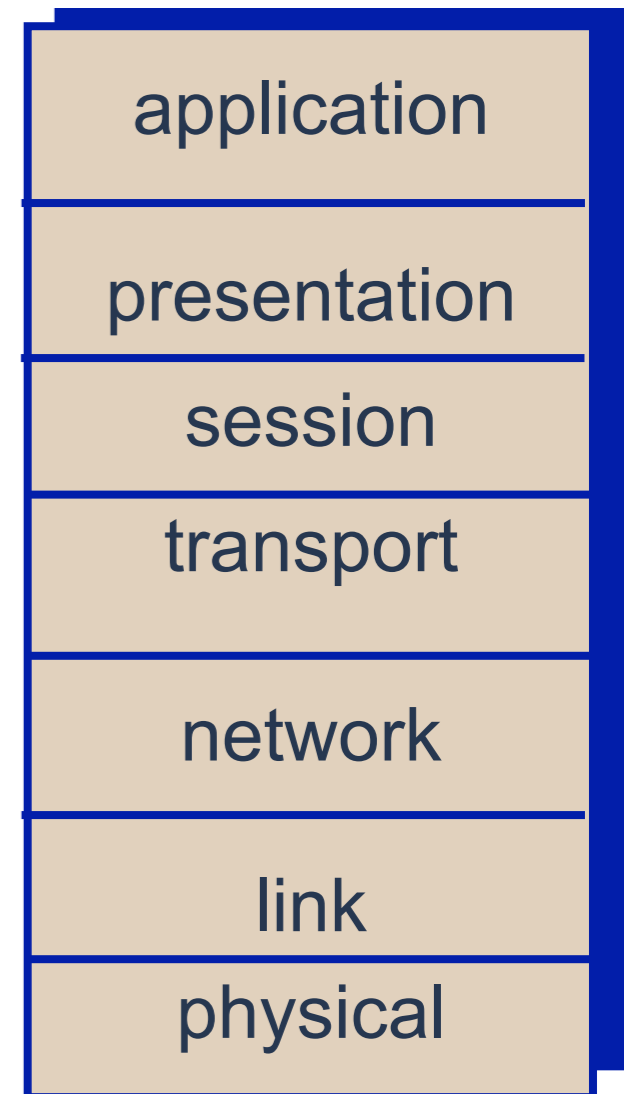 application
presentation
session
transport
network
link
physical